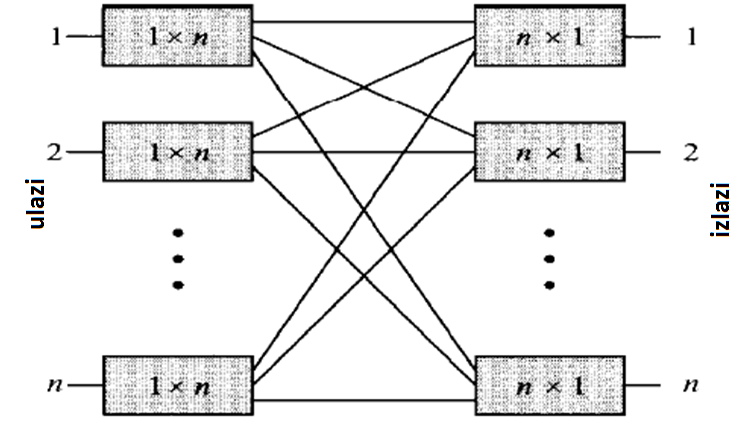 1 1 × n n × 1 1
2 1 × n n × 1 2
ulazi
izlazi
n 1 × n n × 1 n